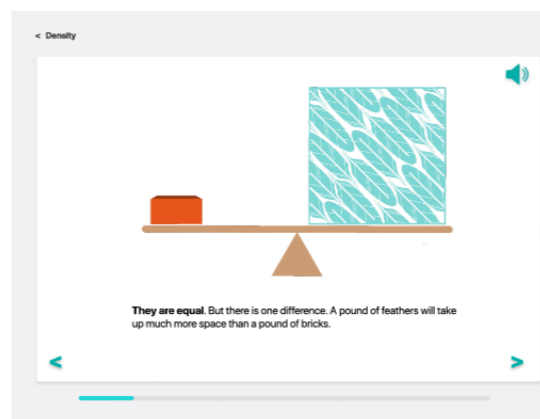 < Density
They are equal. But there is one difference. A pound of feathers will take
up much more space than a pound of bricks.
< >